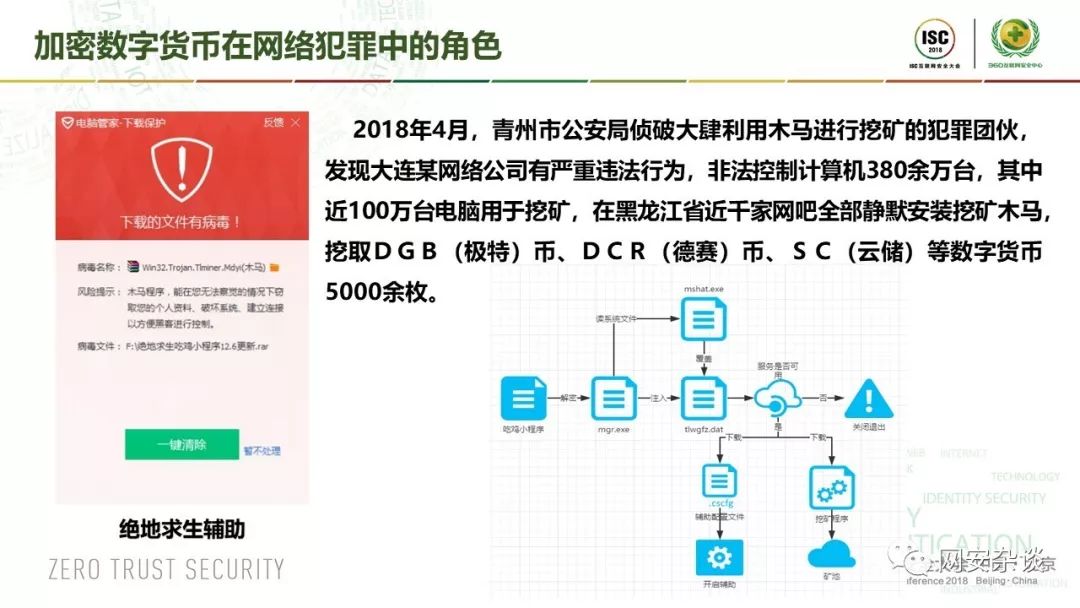 加密数字货币在网络犯罪中的角色
ISC
2018
ISC互联网安全大会
360互联网安全中心
电脑管家-下载保护
反馈
下载的文件有病毒！
病毒名称： Win32.Trojan.Tlminer.Mdyi(木马)
风险提示： 木马程序，能在您无法察觉的情况下窃
取您的个人资料、破坏系统、建立连接
以方便黑客进行控制。
病毒文件： F:\绝地求生吃鸡小程序12.6更新.rar
一键清除
暂不处理
绝地求生辅助
ZERO TRUST SECURITY
2018年4月，青州市公安局侦破大肆利用木马进行挖矿的犯罪团伙，
发现大连某网络公司有严重违法行为，非法控制计算机380余万台，其中
近100万台电脑用于挖矿，在黑龙江省近千家网吧全部静默安装挖矿木马，
挖取ＤＧＢ（极特）币、ＤＣＲ（德赛）币、ＳＣ（云储）等数字货币
5000余枚。
mshat.exe
读系统文件
覆盖
服务是否可
用
解密
注入
否
吃鸡小程序
mgr.exe
tlwgfz.dat
是
关闭退出
下载
下载
.cscfg
辅助配置文件
挖矿程序
开启辅助
矿池
WEB INTERNET
TECHNOLOGY
IDENTITY SECURITY
TICATION
网安杂谈
京
nference 2018 Beijing · China